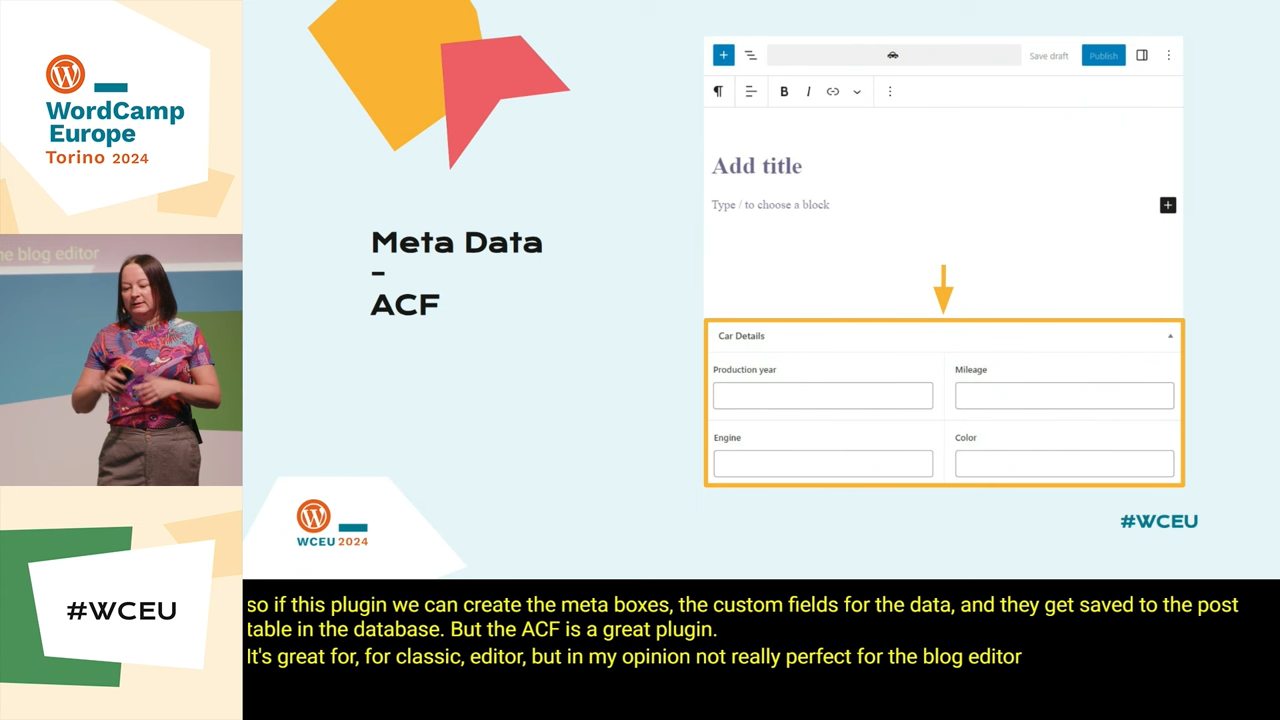 WordCamp
Europe
Torino 2024
he blog editor
#WCEU
Meta Data
–
ACF
WCEU 2024
Save draft
Publish
B I
Add title
Type / to choose a block
Car Details
Production year
Mileage
Engine
Color
#WCEU
so if this plugin we can create the meta boxes, the custom fields for the data, and they get saved to the post
table in the database. But the ACF is a great plugin.
It's great for, for classic, editor, but in my opinion not really perfect for the blog editor